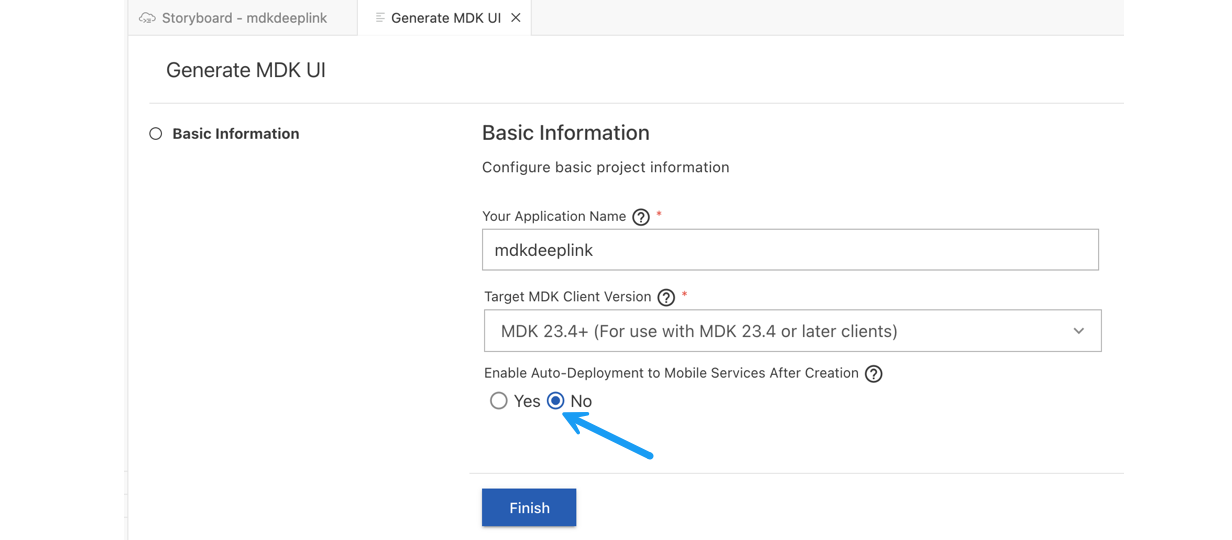 Storyboard - mdkdeeplink
Generate MDK UI
Generate MDK UI
Basic Information
Basic Information
Configure basic project information
Your Application Name ? *
mdkdeeplink
Target MDK Client Version ? *
MDK 23.4+ (For use with MDK 23.4 or later clients)
Enable Auto-Deployment to Mobile Services After Creation ?
Yes No
Finish